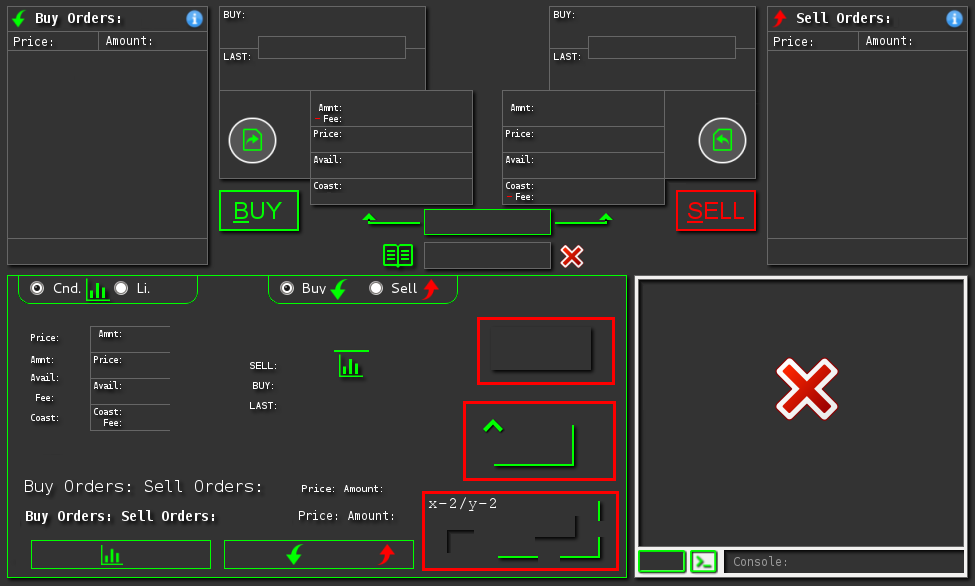 Buy Orders:
Price: Amount:
BUY:
LAST:
Amnt:
- Fee:
Price:
Avail:
Coast:
BUY
BUY:
LAST:
Amnt:
Price:
Avail:
Coast:
- Fee:
SELL
Sell Orders:
Price: Amount:
Cnd. Li.
Buy Sell
Price:
Amnt:
Avail:
Fee:
Coast:
Amnt:
Price:
Avail:
Coast:
Fee:
SELL:
BUY:
LAST:
Buy Orders: Sell Orders:
Price: Amount:
Buy Orders: Sell Orders:
Price: Amount:
x-2/y-2
Console: